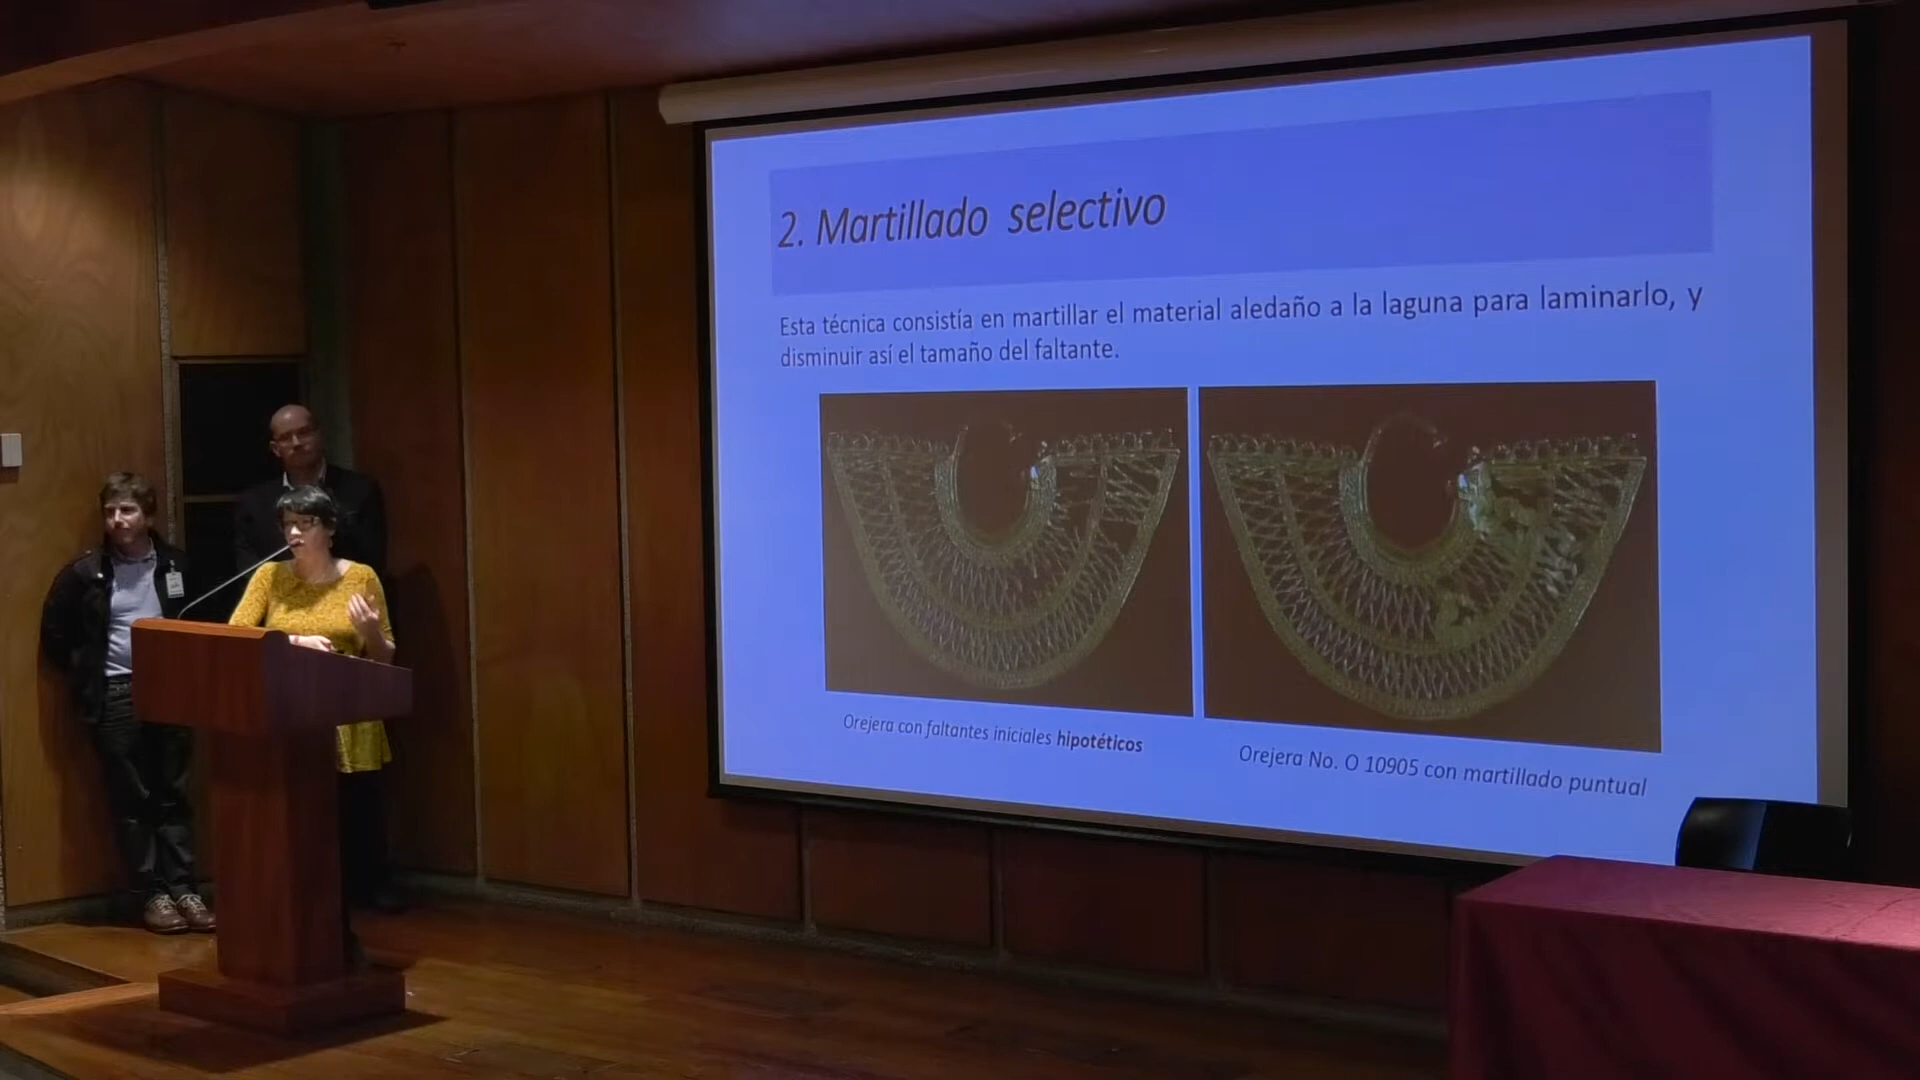 2. Martillado selectivo
Esta técnica consistía en martillar el material aledaño a la laguna para laminarlo, y
disminuir así el tamaño del faltante.
Orejera con faltantes iniciales hipotéticos
Orejera No. O 10905 con martillado puntual